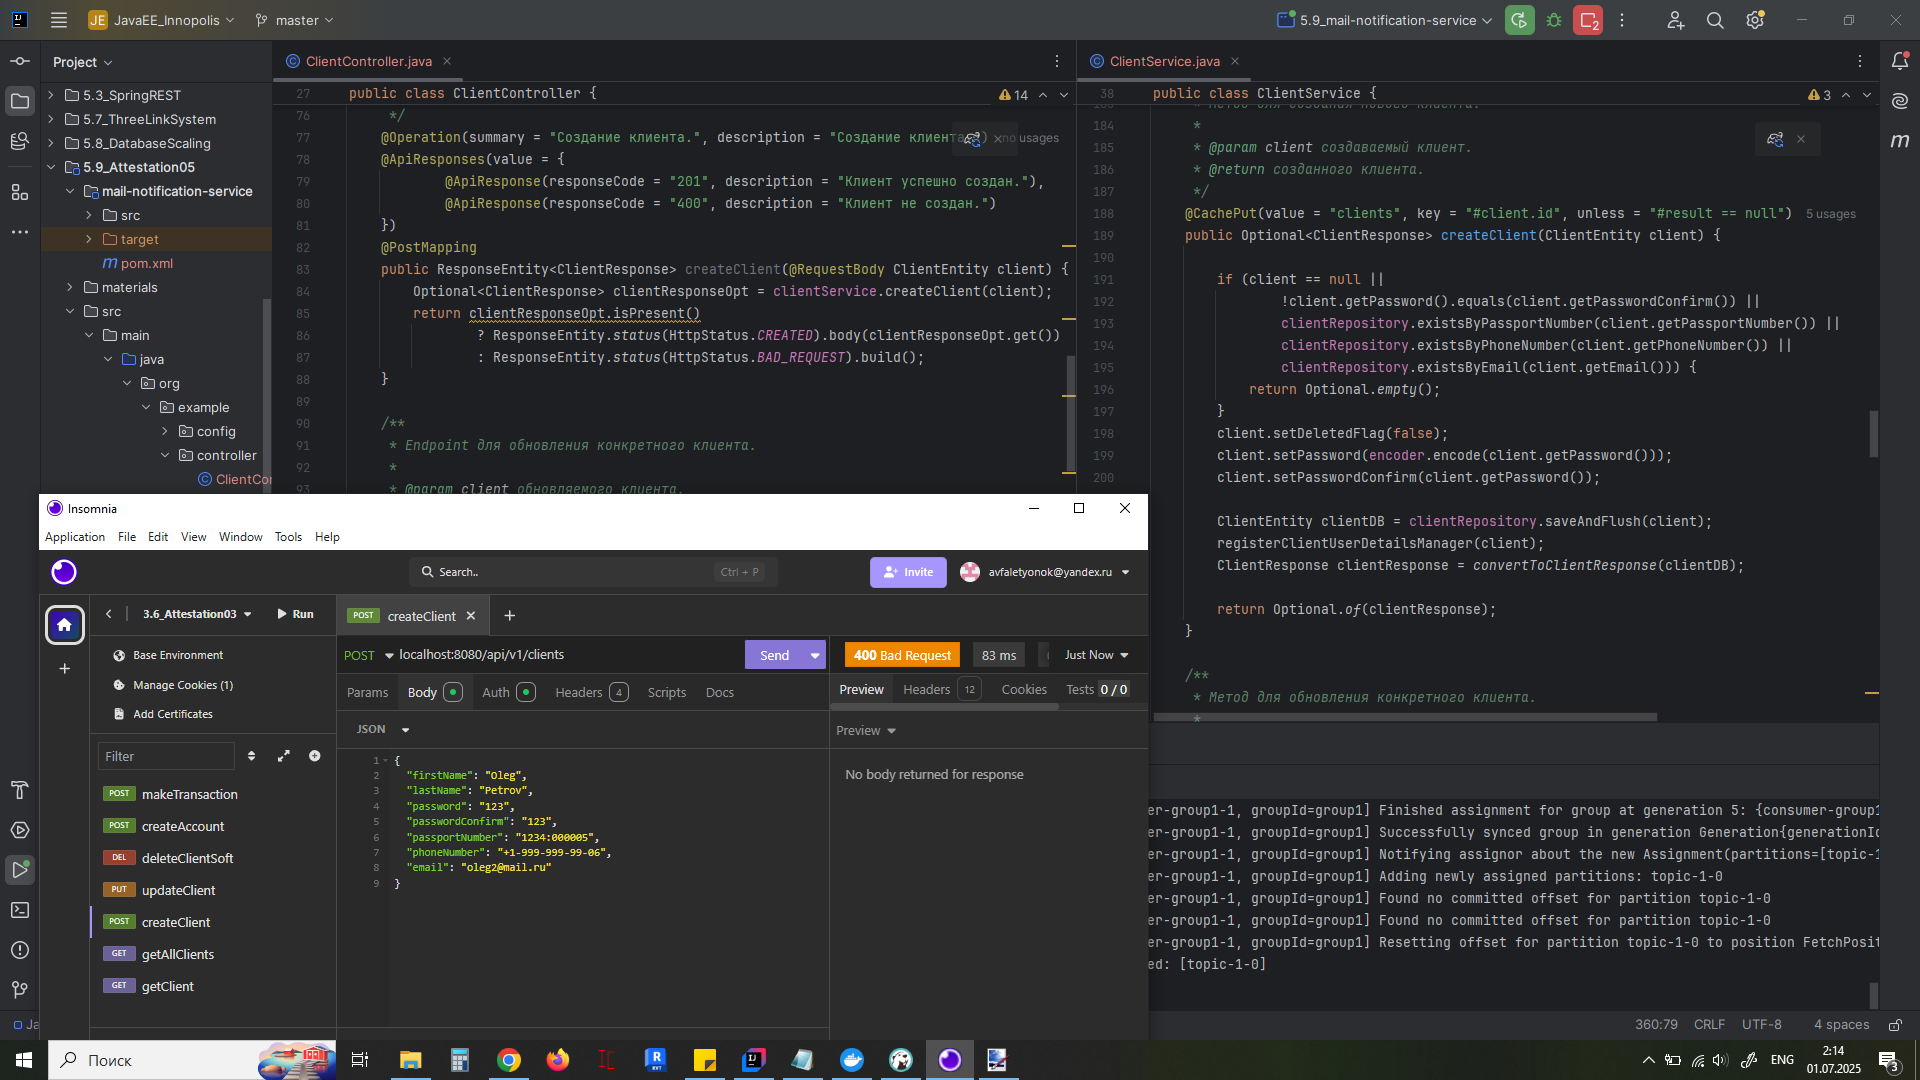 JE JavaEE_Innopolis
master
5.9_mail-notification-service
2
Project
5.3_SpringREST
5.7_ThreeLinkSystem
5.8_DatabaseScaling
5.9_Attestation05
mail-notification-service
src
target
m pom.xml
materials
src
main
java
org
example
config
controller
ClientCon
ClientController.java
27 public class ClientController {
14
76 */
77 @Operation(summary = "Создание клиента.", description = "Создание клиента no usages
78 @ApiResponses(value = {
79 @ApiResponse(responseCode = "201", description = "Клиент успешно создан."),
80 @ApiResponse(responseCode = "400", description = "Клиент не создан.")
81 })
82 @PostMapping
83 public ResponseEntity<ClientResponse> createClient(@RequestBody ClientEntity client) {
84 Optional<ClientResponse> clientResponseOpt = clientService.createClient(client);
85 return clientResponseOpt.isPresent()
86 ? ResponseEntity.status(HttpStatus.CREATED).body(clientResponseOpt.get())
87 : ResponseEntity.status(HttpStatus.BAD_REQUEST).build();
88 }
89
90 /**
91 * Endpoint для обновления конкретного клиента.
92 *
93 * @param client обновляемого клиента.
ClientService.java
38 public class ClientService {
3
184 *
185 * @param client создаваемый клиент.
186 * @return созданного клиента.
187 */
188 @CachePut(value = "clients", key = "#client.id", unless = "#result == null") 5 usages
189 public Optional<ClientResponse> createClient(ClientEntity client) {
190
191 if (client == null ||
192 !client.getPassword().equals(client.getPasswordConfirm()) ||
193 clientRepository.existsByPassportNumber(client.getPassportNumber()) ||
194 clientRepository.existsByPhoneNumber(client.getPhoneNumber()) ||
195 clientRepository.existsByEmail(client.getEmail())) {
196 return Optional.empty();
197 }
198 client.setDeletedFlag(false);
199 client.setPassword(encoder.encode(client.getPassword()));
200 client.setPasswordConfirm(client.getPassword());
ClientEntity clientDB = clientRepository.saveAndFlush(client);
registerClientUserDetailsManager(client);
ClientResponse clientResponse = convertToClientResponse(clientDB);
return Optional.of(clientResponse);
}
/**
* Метод для обновления конкретного клиента.
*
Insomnia
Application File Edit View Window Tools Help
Search.. Ctrl + P
Invite
avfaletyonok@yandex.ru
3.6_Attestation03
Run
POST createClient
Base Environment
Manage Cookies (1)
Add Certificates
Filter
POST makeTransaction
POST createAccount
DEL deleteClientSoft
PUT updateClient
POST createClient
GET getAllClients
GET getClient
POST localhost:8080/api/v1/clients
Send
Params Body Auth Headers 4 Scripts Docs
JSON
1 {
2 "firstName": "Oleg",
3 "lastName": "Petrov",
4 "password": "123",
5 "passwordConfirm": "123",
6 "passportNumber": "1234:000005",
7 "phoneNumber": "+1-999-999-99-06",
8 "email": "oleg2@mail.ru"
9 }
400 Bad Request
83 ms
Just Now
Preview Headers 12 Cookies Tests 0 / 0
Preview
No body returned for response
er-group1-1, groupId=group1] Finished assignment for group at generation 5: {consumer-group1
er-group1-1, groupId=group1] Successfully synced group in generation Generation{generationId
er-group1-1, groupId=group1] Notifying assignor about the new Assignment(partitions=[topic-1
er-group1-1, groupId=group1] Adding newly assigned partitions: topic-1-0
er-group1-1, groupId=group1] Found no committed offset for partition topic-1-0
er-group1-1, groupId=group1] Found no committed offset for partition topic-1-0
er-group1-1, groupId=group1] Resetting offset for partition topic-1-0 to position FetchPosit
ed: [topic-1-0]
Ja
360:79 CRLF UTF-8 4 spaces
Поиск
ENG
2:14
01.07.2025
3